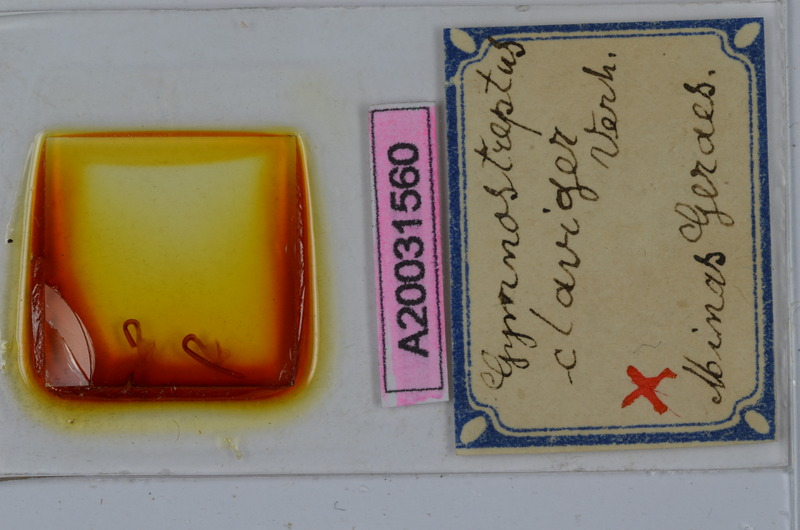 A20031560
Gymnostreptus
claviger
Verh.
X
Minas Geraes.